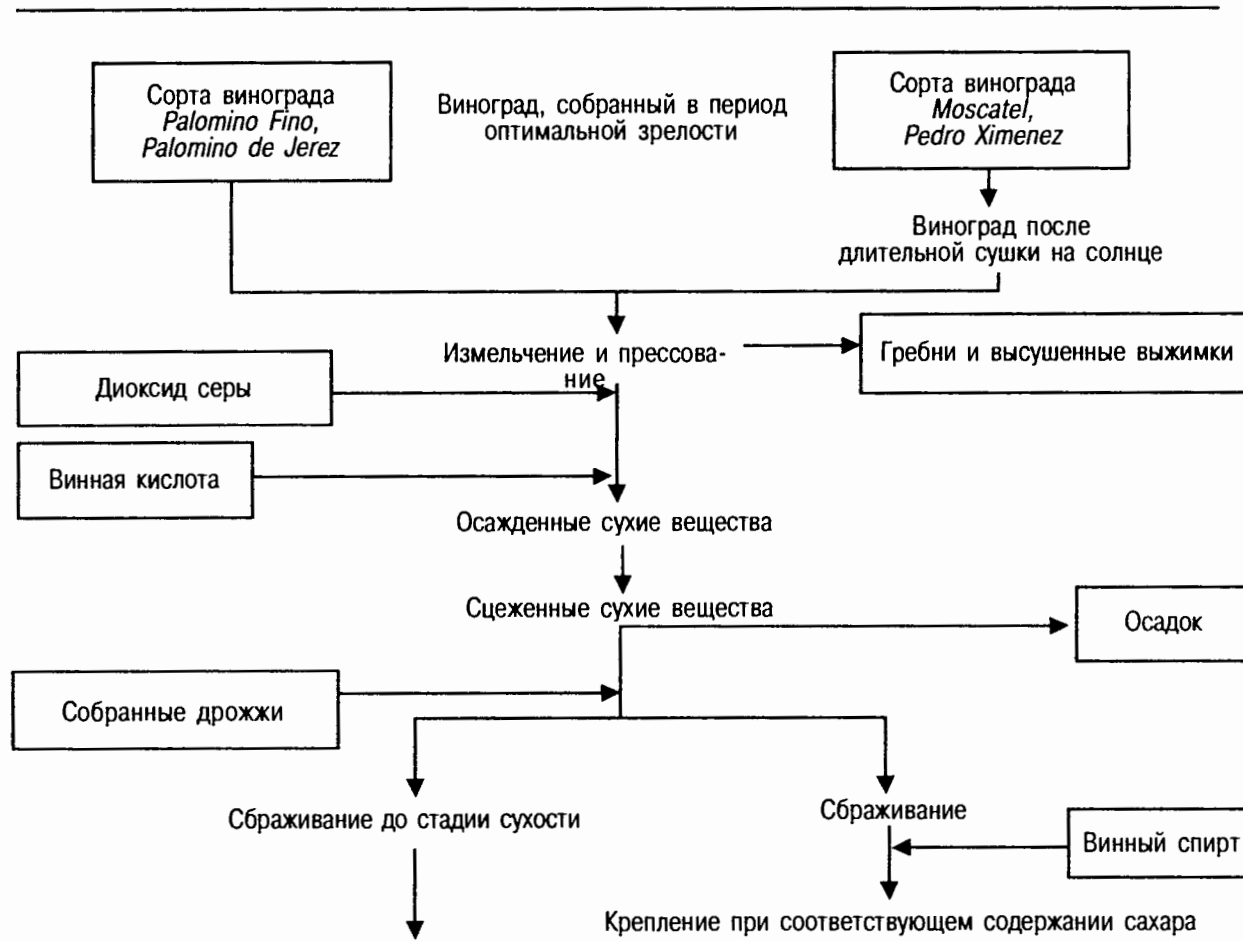 Сорта винограда
Palomino Fino,
Palomino de Jerez
Виноград, собранный в период
оптимальной зрелости
Сорта винограда
Moscatel,
Pedro Ximenez
Виноград после
длительной сушки на солнце
Измельчение и прессова-
ние
Гребни и высушенные выжимки
Диоксид серы
Винная кислота
Осажденные сухие вещества
Сцеженные сухие вещества
Осадок
Собранные дрожжи
Сбраживание до стадии сухости
Сбраживание
Винный спирт
Крепление при соответствующем содержании сахара